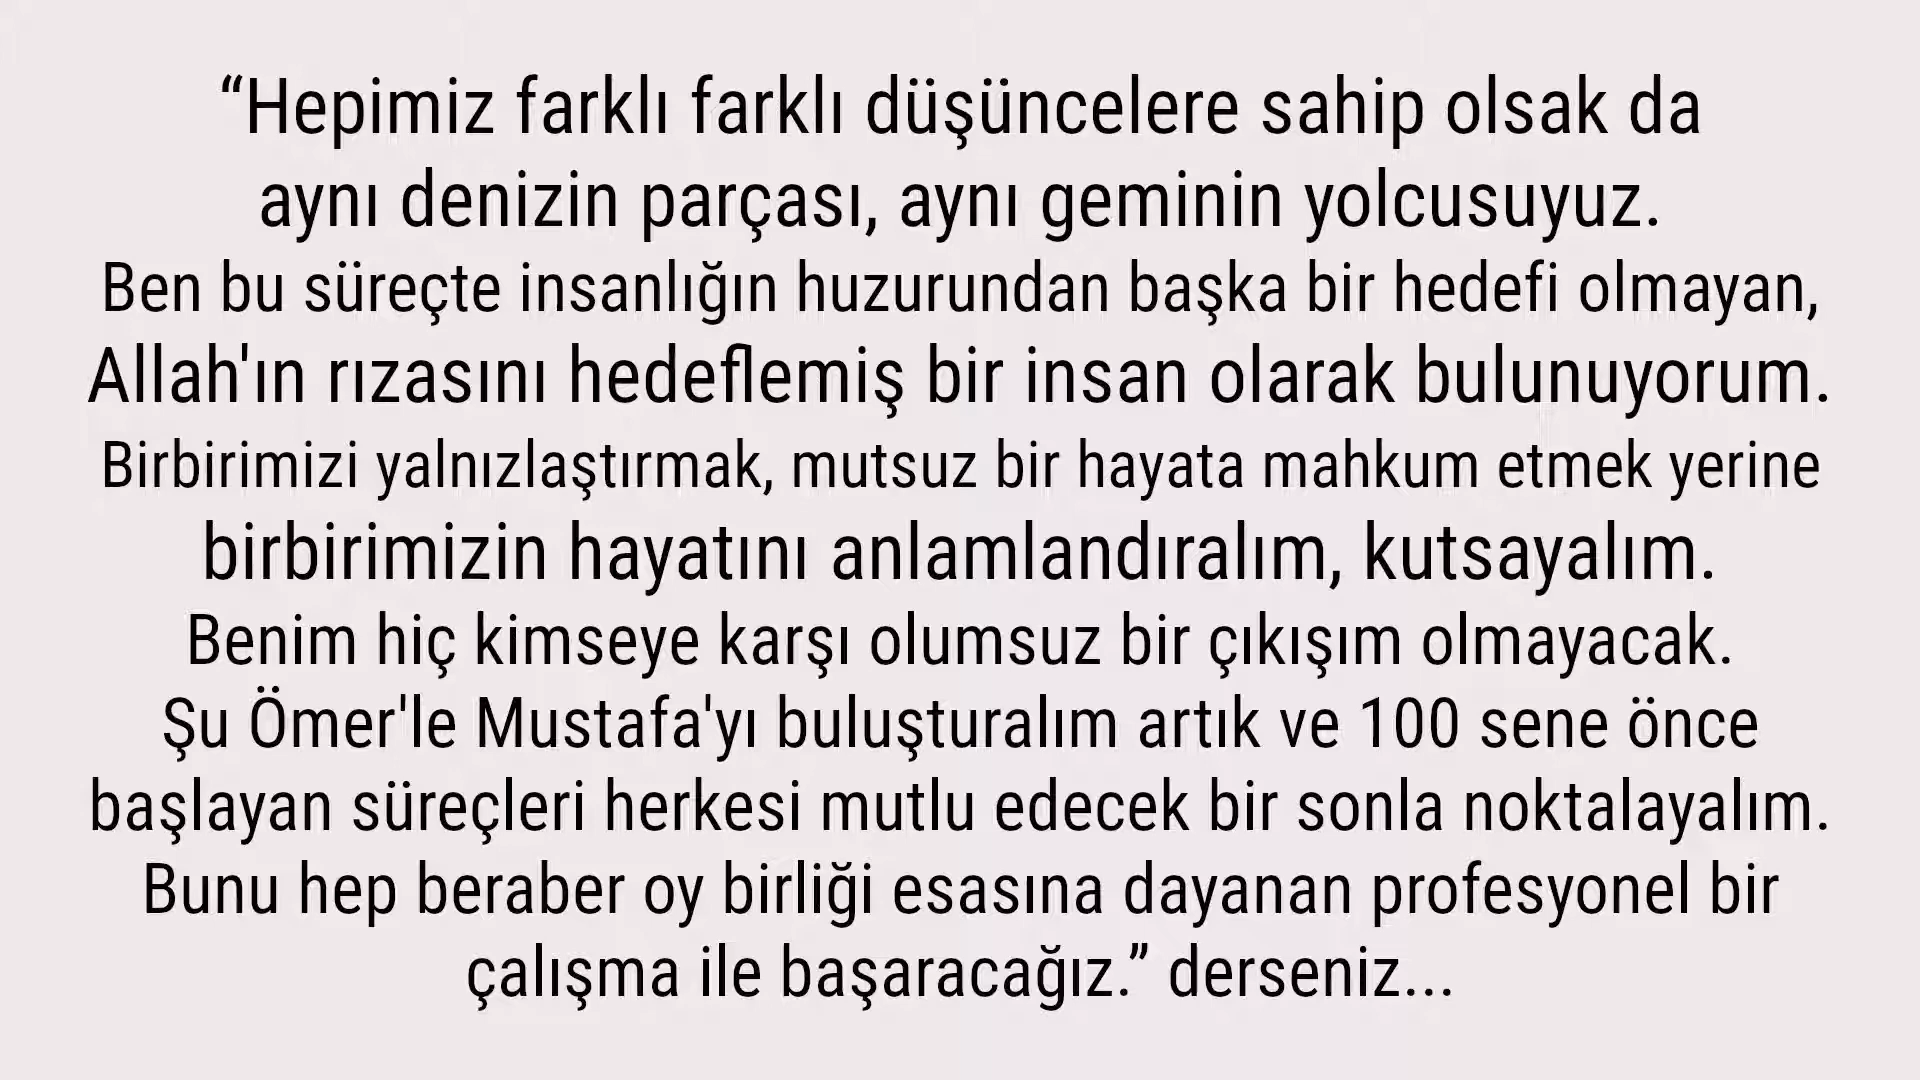 “Hepimiz farklı farklı düşüncelere sahip olsak da
aynı denizin parçası, aynı geminin yolcusuyuz.
Ben bu süreçte insanlığın huzurundan başka bir hedefi olmayan,
Allah'ın rızasını hedeflemiş bir insan olarak bulunuyorum.
Birbirimizi yalnızlaştırmak, mutsuz bir hayata mahkum etmek yerine
birbirimizin hayatını anlamlandıralım, kutsayalım.
Benim hiç kimseye karşı olumsuz bir çıkışım olmayacak.
Şu Ömer'le Mustafa'yı buluşturalım artık ve 100 sene önce
başlayan süreçleri herkesi mutlu edecek bir sonla noktalayalım.
Bunu hep beraber oy birliği esasına dayanan profesyonel bir
çalışma ile başaracağız.” derseniz...